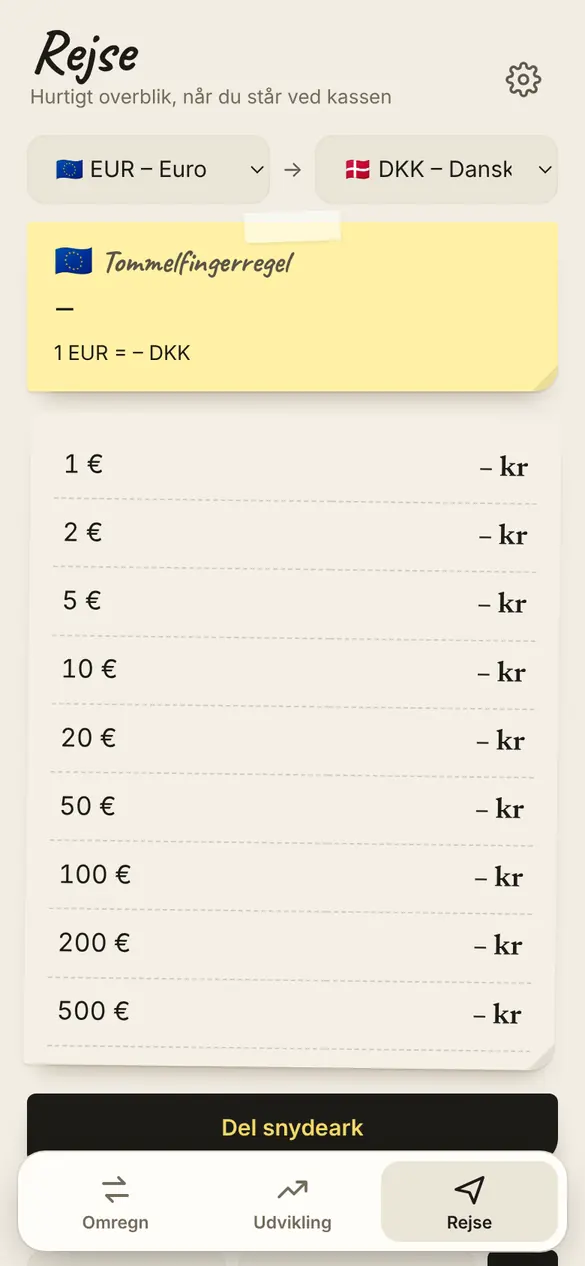 Rejse
Hurtigt overblik, når du står ved kassen
EUR – Euro → DKK – Dansk
Tommelfingerregel
–
1 EUR = – DKK
1 € – kr
2 € – kr
5 € – kr
10 € – kr
20 € – kr
50 € – kr
100 € – kr
200 € – kr
500 € – kr
Del snydeark
Omregn Udvikling Rejse